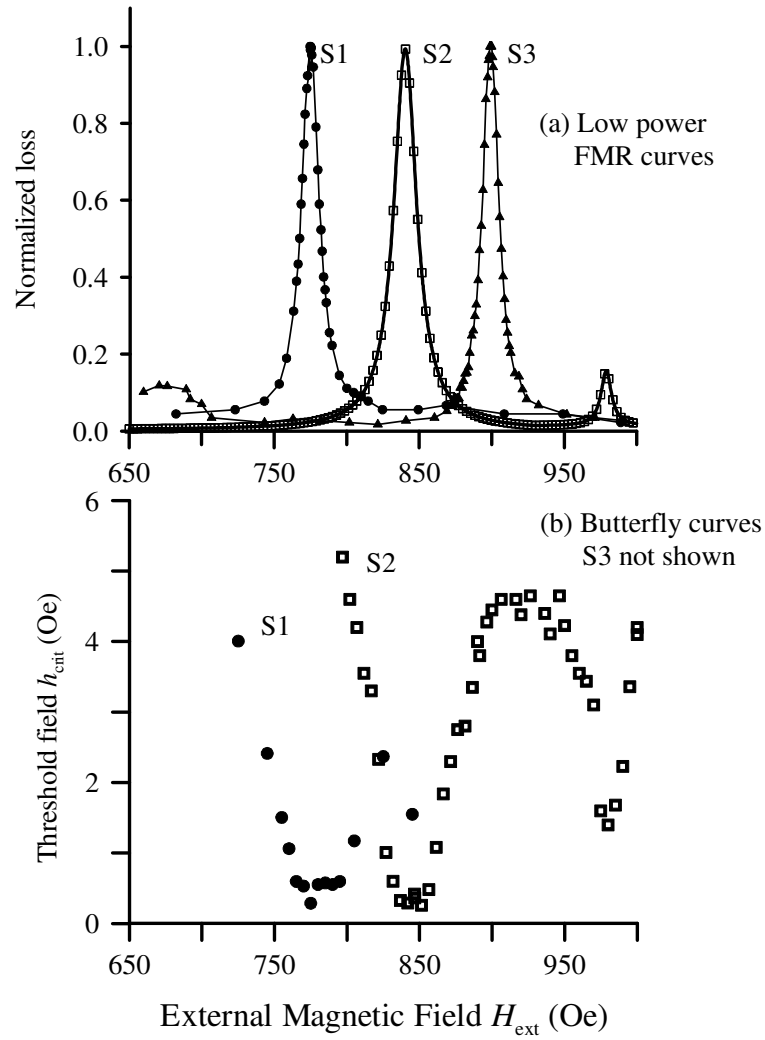 1.0
0.8
0.6
0.4
0.2
0.0
Normalized loss
S1
S2
S3
(a) Low power
FMR curves
650
750
850
950
6
4
2
0
Threshold field h_crit (Oe)
(b) Butterfly curves
S3 not shown
S1
S2
650
750
850
950
External Magnetic Field H_ext (Oe)